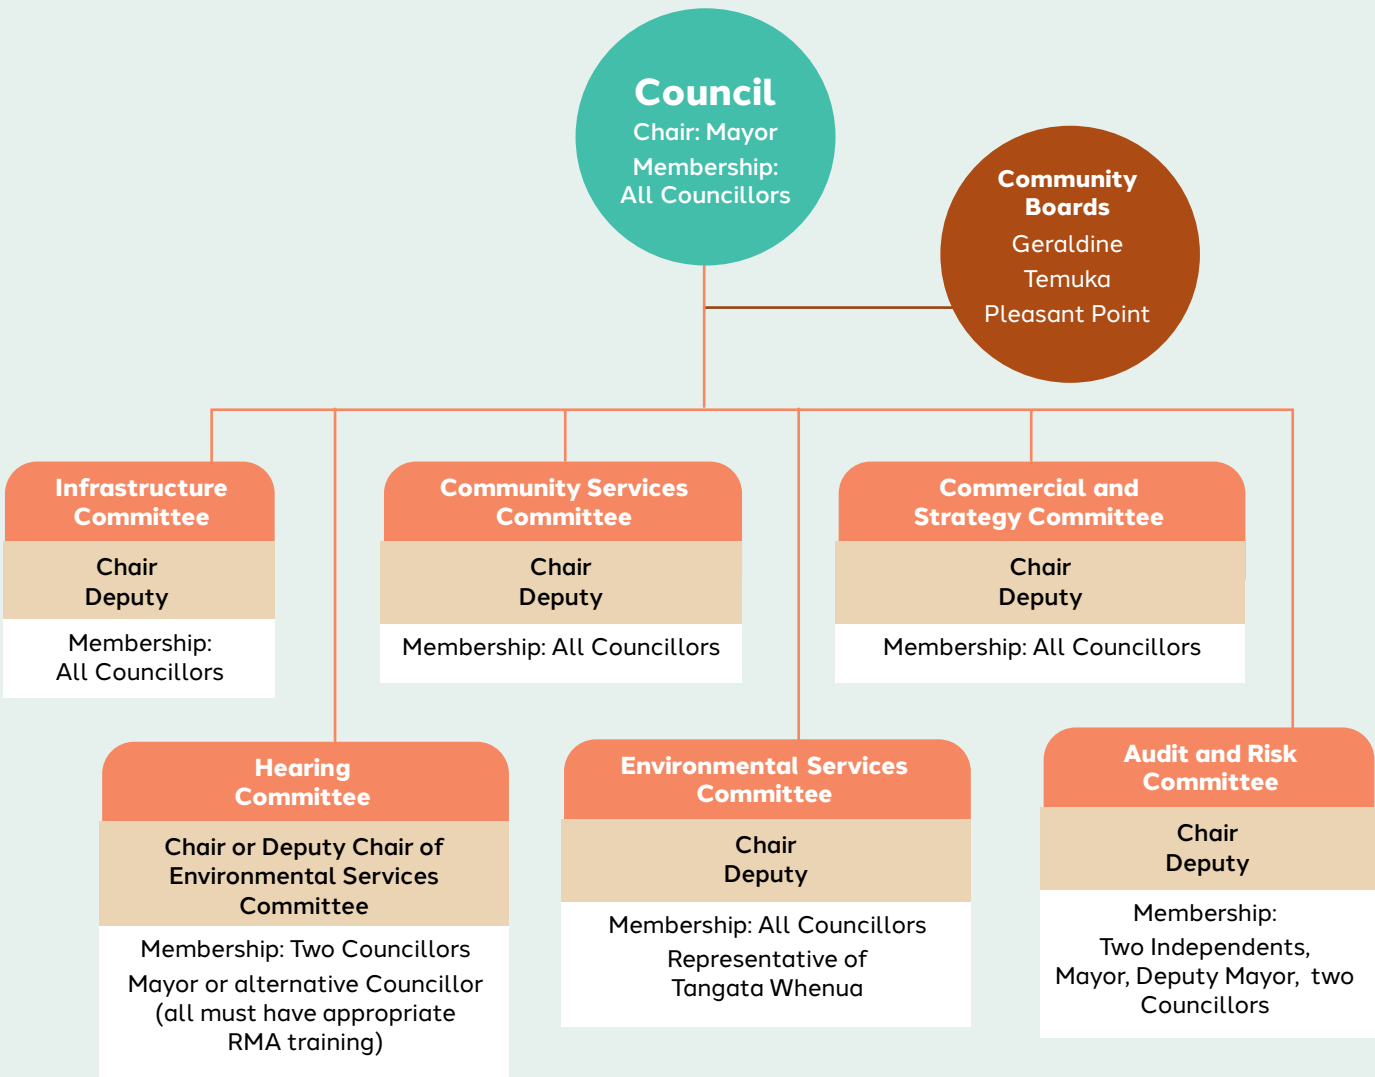 Council
Chair: Mayor
Membership:
All Councillors
Community
Boards
Geraldine
Temuka
Pleasant Point
Infrastructure
Committee
Chair
Deputy
Membership:
All Councillors
Community Services
Committee
Chair
Deputy
Membership: All Councillors
Commercial and
Strategy Committee
Chair
Deputy
Membership: All Councillors
Hearing
Committee
Chair or Deputy Chair of
Environmental Services
Committee
Membership: Two Councillors
Mayor or alternative Councillor
(all must have appropriate
RMA training)
Environmental Services
Committee
Chair
Deputy
Membership: All Councillors
Representative of
Tangata Whenua
Audit and Risk
Committee
Chair
Deputy
Membership:
Two Independents,
Mayor, Deputy Mayor, two
Councillors